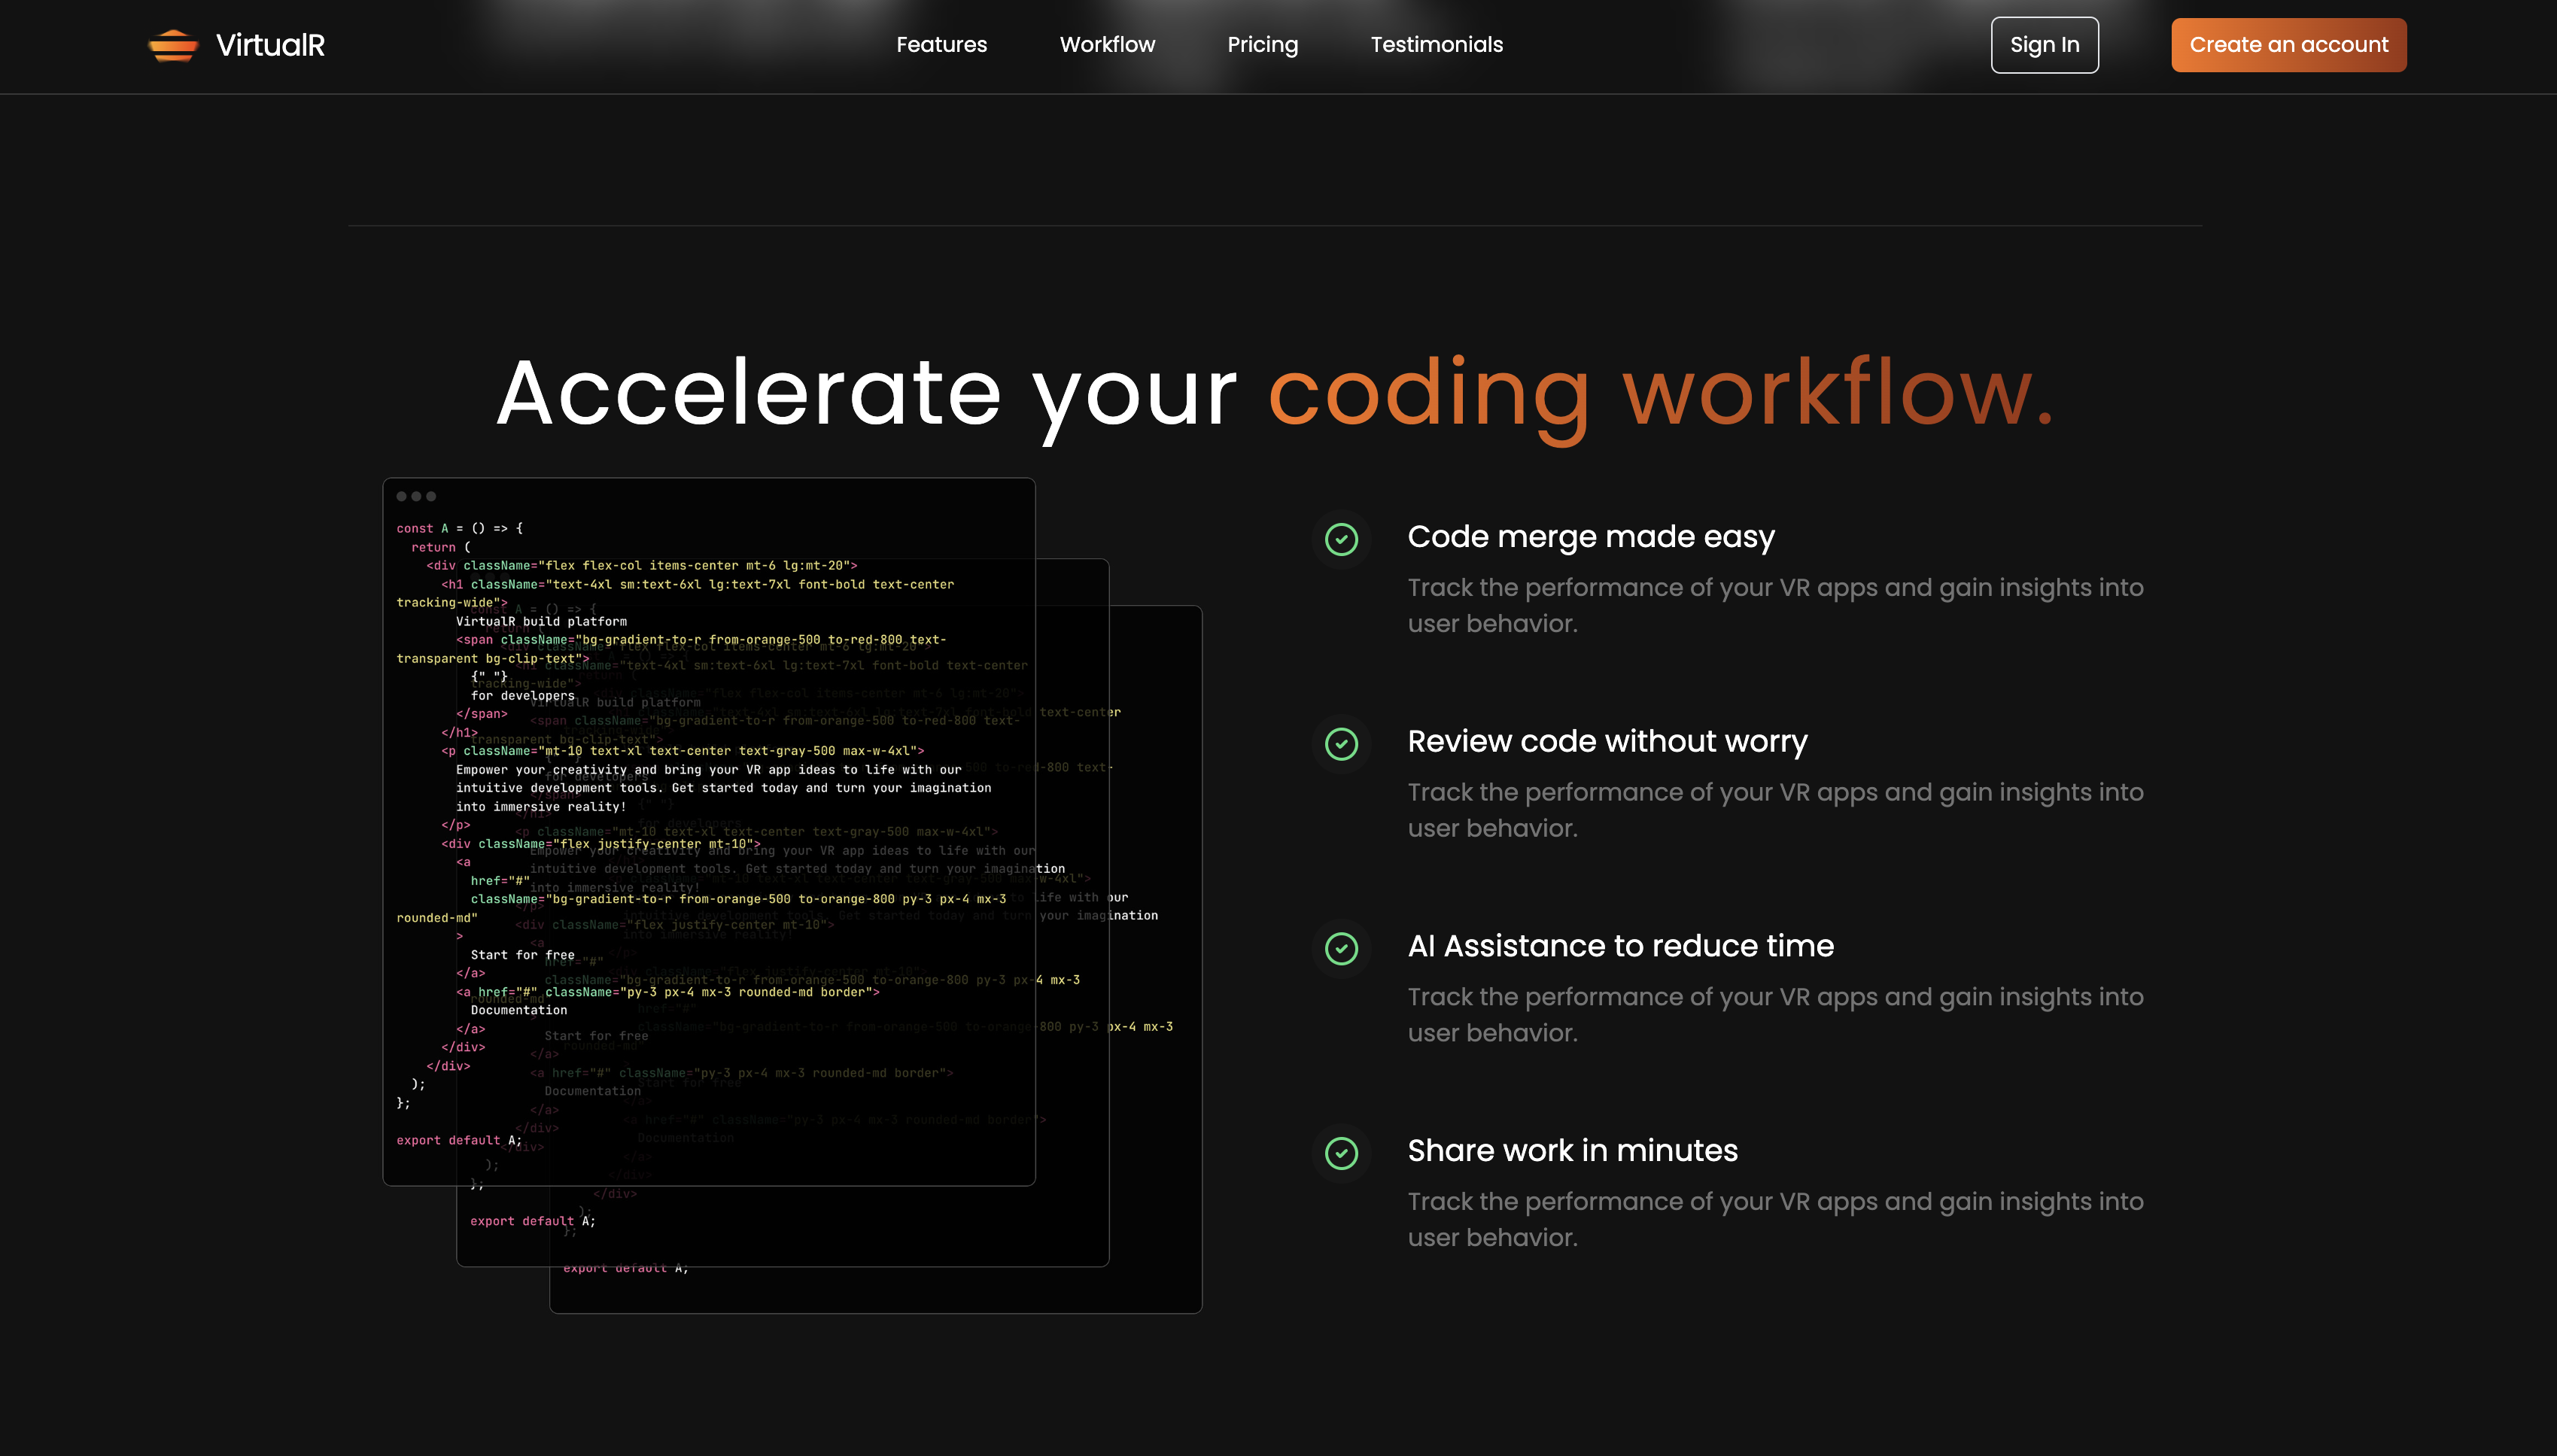 VirtualR
Features
Workflow
Pricing
Testimonials
Sign In
Create an account
Accelerate your coding workflow.
const A = () => {
return (
<div className="flex flex-col items-center mt-6 lg:mt-20">
<h1 className="text-4xl sm:text-6xl lg:text-7xl font-bold text-center
tracking-wide">
VirtualR build platform
<span className="bg-gradient-to-r from-orange-500 to-red-800 text-
transparent bg-clip-text">
{" "}
for developers
</span>
</h1>
<p className="mt-10 text-xl text-center text-gray-500 max-w-4xl">
Empower your creativity and bring your VR app ideas to life with our
intuitive development tools. Get started today and turn your imagination
into immersive reality!
</p>
<div className="flex justify-center mt-10">
<a
href="#"
className="bg-gradient-to-r from-orange-500 to-orange-800 py-3 px-4 mx-3
rounded-md"
>
Start for free
</a>
<a href="#" className="py-3 px-4 mx-3 rounded-md border">
Documentation
</a>
</div>
</div>
);
};
export default A;
export default A;
export default A;
Code merge made easy
Track the performance of your VR apps and gain insights into
user behavior.
Review code without worry
Track the performance of your VR apps and gain insights into
user behavior.
AI Assistance to reduce time
Track the performance of your VR apps and gain insights into
user behavior.
Share work in minutes
Track the performance of your VR apps and gain insights into
user behavior.